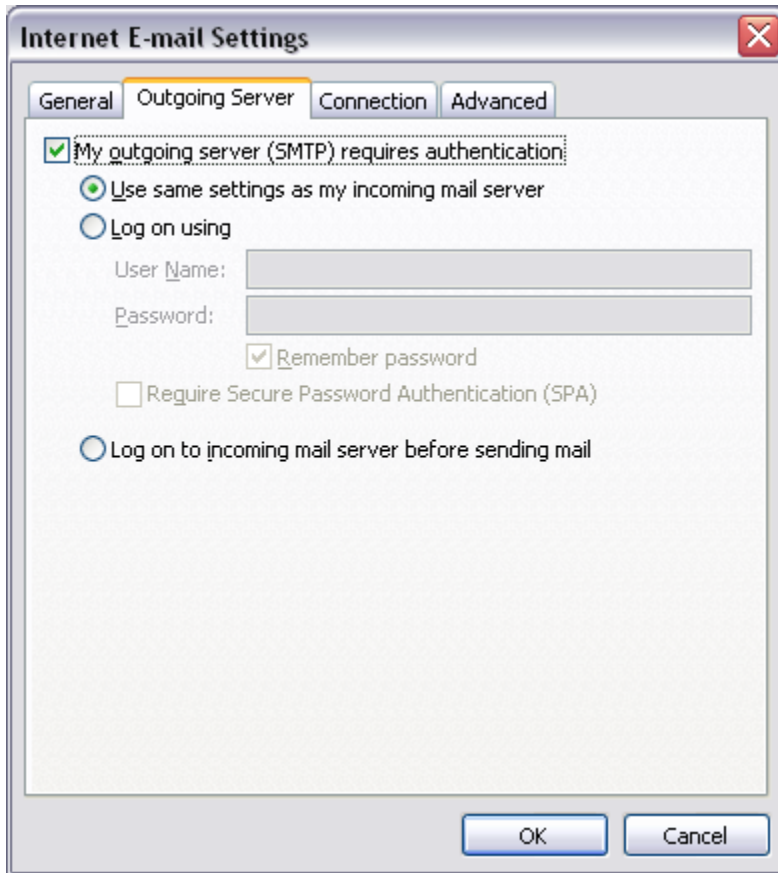 Internet E-mail Settings
General Outgoing Server Connection Advanced
My outgoing server (SMTP) requires authentication
Use same settings as my incoming mail server
Log on using
User Name:
Password:
Remember password
Require Secure Password Authentication (SPA)
Log on to incoming mail server before sending mail
OK Cancel